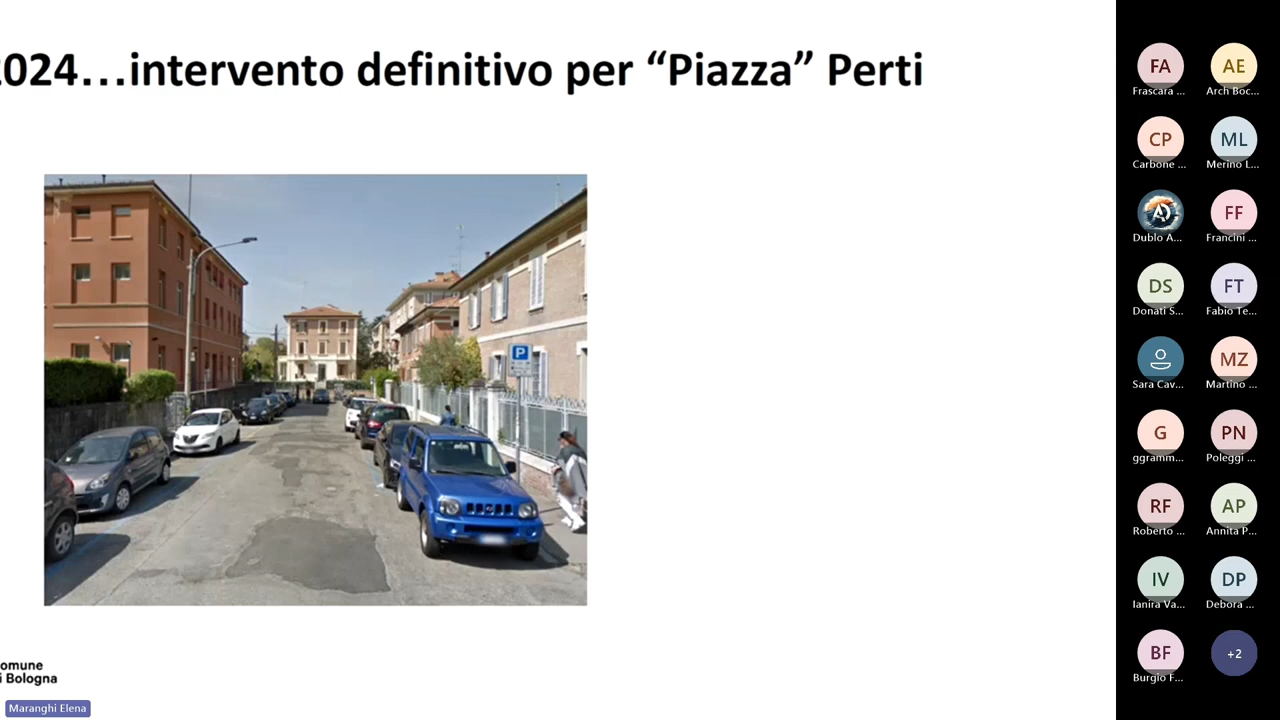 2024...intervento definitivo per “Piazza” Perti
P
omune
i Bologna
Maranghi Elena
FA
Frascara ...
AE
Arch Boc...
CP
Carbone ...
ML
Merino L...
AD
Dublo A...
FF
Francini ...
DS
Donati S...
FT
Fabio Te...
Sara Cav...
MZ
Martino ...
G
ggramm...
PN
Poleggi ...
RF
Roberto ...
AP
Annita P...
IV
Ianira Va...
DP
Debora ...
BF
Burgio F...
+2